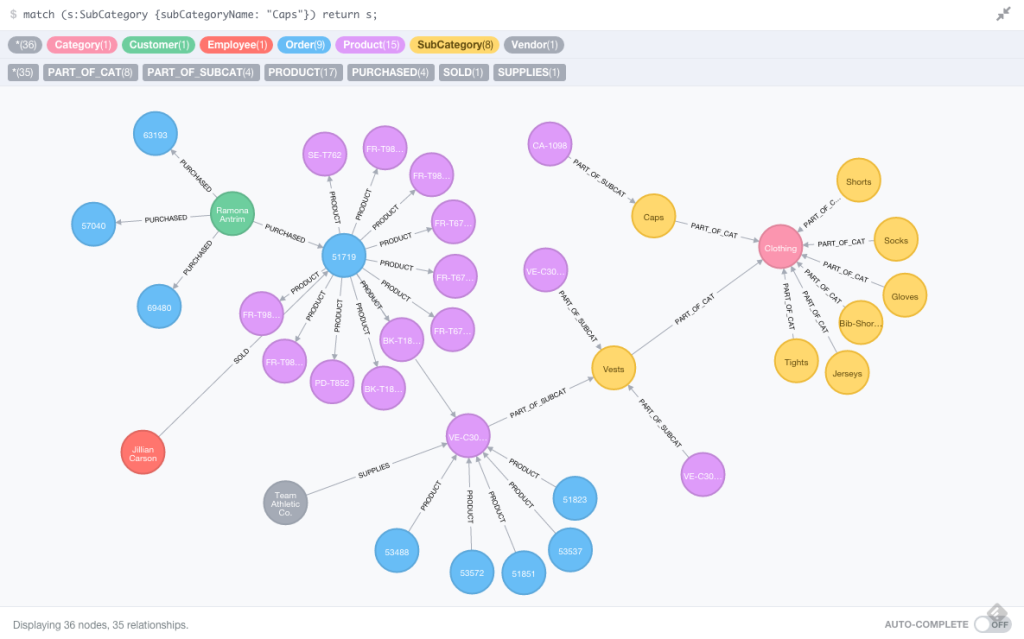 $ match (s:SubCategory {subCategoryName: "Caps"}) return s;
*(36) Category(1) Customer(1) Employee(1) Order(9) Product(15) SubCategory(8) Vendor(1)
*(35) PART_OF_CAT(8) PART_OF_SUBCAT(4) PRODUCT(17) PURCHASED(4) SOLD(1) SUPPLIES(1)
63193
SE-T762
FR-T98...
CA-1098
FR-T98...
PURCHASED
PART_OF_SUBCAT
Shorts
PRODUCT
PRODUCT
PRODUCT
PART_OF_C...
57040
PURCHASED
Ramona
Antrim
PURCHASED
FR-T67...
Caps
PART_OF_CAT
PRODUCT
Clothing
PART_OF_CAT
Socks
51719
PURCHASED
PRODUCT
FR-T67...
VE-C30...
PART_OF_CAT
PRODUCT
PRODUCT
PRODUCT
PRODUCT
PART_OF_CAT
Gloves
69480
FR-T98...
PRODUCT
PRODUCT
PART_OF_SUBCAT
PART_OF_CAT
PART_OF_CAT
PART_OF_CAT
Bib-Shor...
FR-T67...
BK-T18...
SOLD
FR-T98...
Vests
Tights
Jerseys
PD-T852
BK-T18...
PART_OF_SUBCAT
PART_OF_SUBCAT
VE-C30...
Jillian
Carson
SUPPLIES
PRODUCT
VE-C30...
Team
Athletic
Co.
PRODUCT
PRODUCT
PRODUCT
PRODUCT
51823
53488
53537
53572
51851
Displaying 36 nodes, 35 relationships.
AUTO-COMPLETE OFF